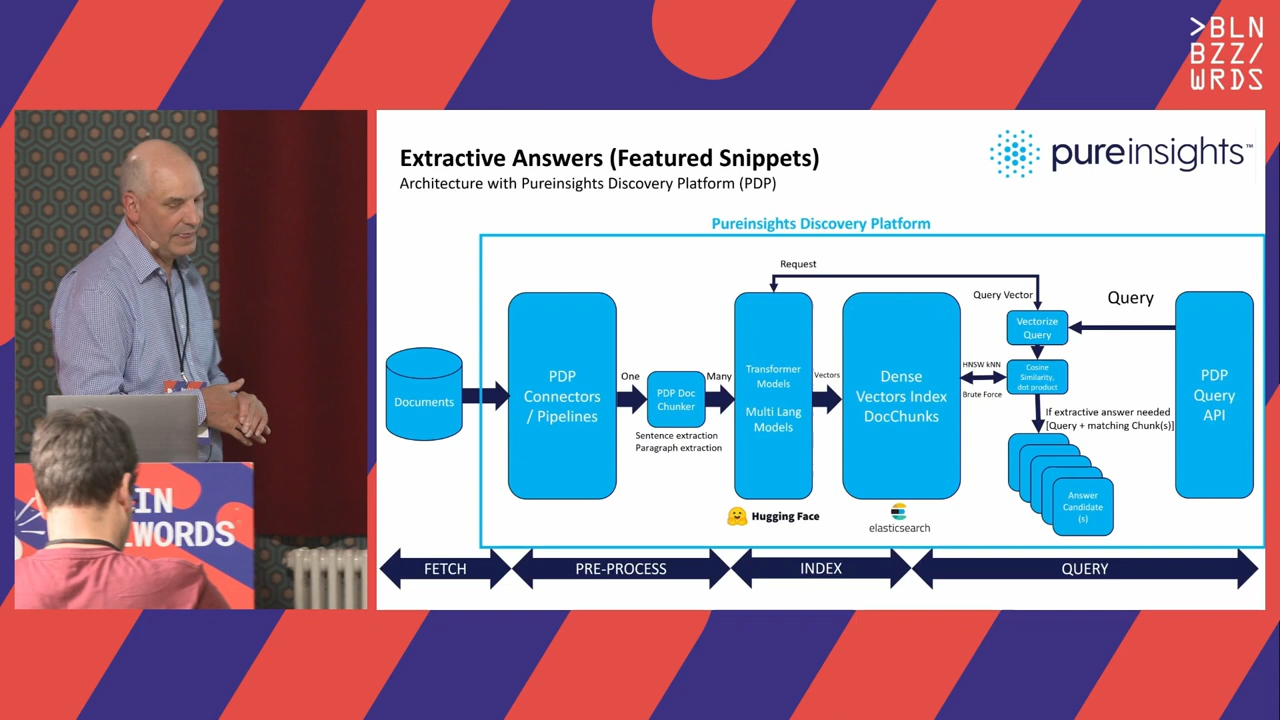 >BLN
BZZ/
WRDS
Extractive Answers (Featured Snippets)
Architecture with Pureinsights Discovery Platform (PDP)
pureinsights™
Pureinsights Discovery Platform
Request
Query Vector
Query
Documents
PDP
Connectors
/ Pipelines
One
PDP Doc
Chunker
Many
Sentence extraction
Paragraph extraction
Transformer
Models
Multi Lang
Models
Vectors
Dense
Vectors Index
DocChunks
Vectorize
Query
HNSW kNN
Brute Force
Cosine
Similarity,
dot product
If extractive answer needed
[Query + matching Chunk(s)]
Answer
Candidate
(s)
PDP
Query
API
Hugging Face
elasticsearch
FETCH
PRE-PROCESS
INDEX
QUERY
IN
WORDS